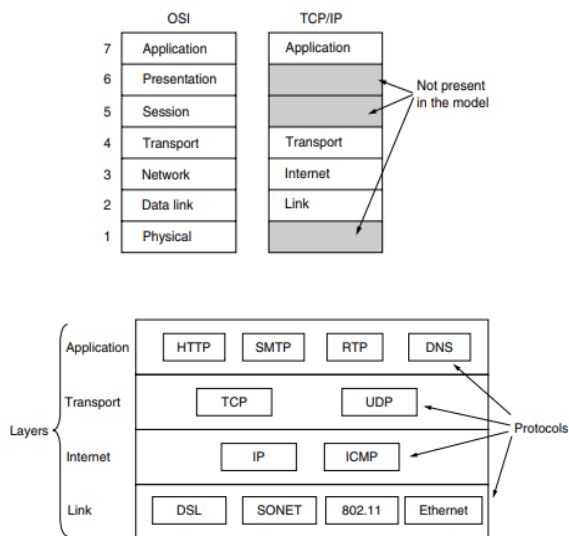 OSI TCP/IP
7 Application Application
6 Presentation
Not present
in the model
5 Session
4 Transport Transport
3 Network Internet
2 Data link Link
1 Physical
Application HTTP SMTP RTP DNS
Transport TCP UDP
Layers
Protocols
Internet IP ICMP
Link DSL SONET 802.11 Ethernet